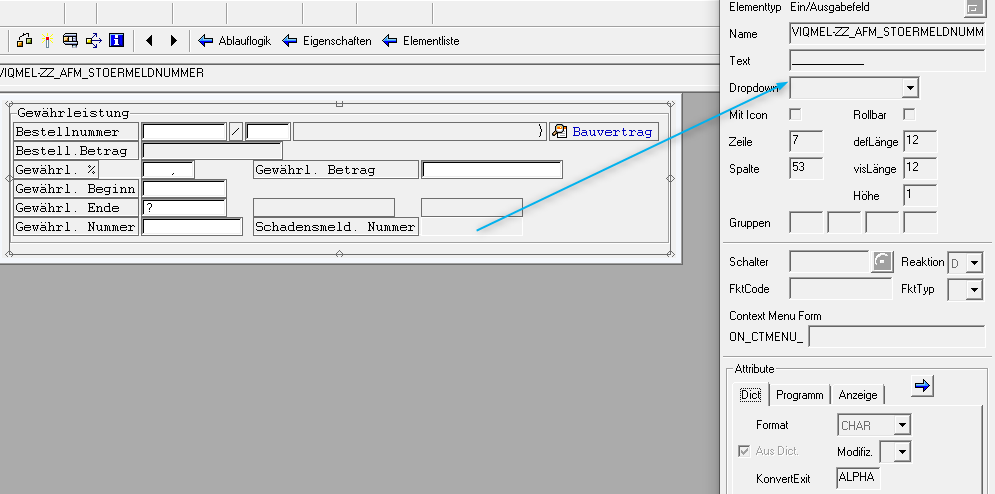 Ablauflogik Eigenschaften Elementliste
/VIQMEL-ZZ_AFM_STOERMELDNUMMER
Gewährleistung
Bestellnummer / ) Bauvertrag
Bestell.Betrag
Gewährl. % , Gewährl. Betrag
Gewährl. Beginn
Gewährl. Ende ?
Gewährl. Nummer Schadensmeld. Nummer
Elementtyp Ein/Ausgabefeld
Name VIQMEL-ZZ_AFM_STOERMELDNUMM
Text ____________
Dropdown
Mit Icon Rollbar
Zeile 7 defLänge 12
Spalte 53 visLänge 12
Höhe 1
Gruppen
Schalter Reaktion D
FktCode FktTyp
Context Menu Form
ON_CTMENU_
Attribute
Dict Programm Anzeige
Format CHAR
Aus Dict. Modifiz.
KonvertExit ALPHA